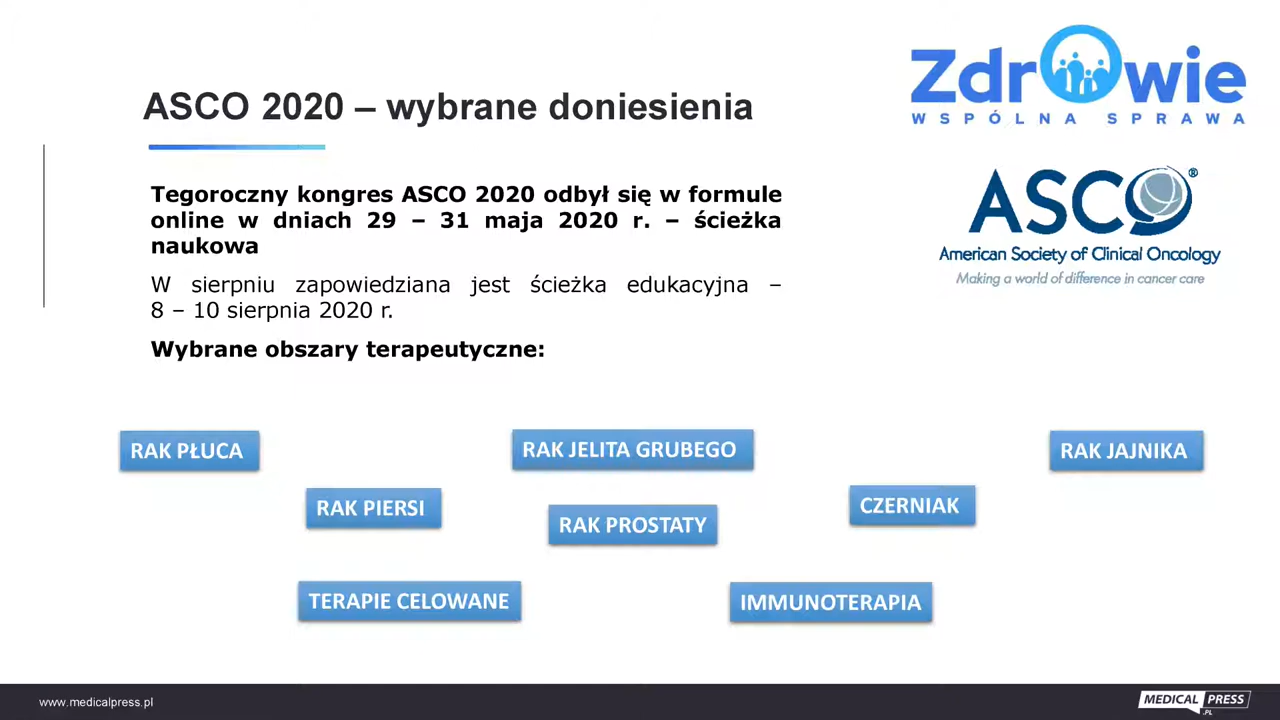 Zdrowie
WSPÓLNA SPRAWA
ASCO 2020 – wybrane doniesienia
ASCO®
American Society of Clinical Oncology
Making a world of difference in cancer care
Tegoroczny kongres ASCO 2020 odbył się w formule
online w dniach 29 – 31 maja 2020 r. – ścieżka
naukowa
W sierpniu zapowiedziana jest ścieżka edukacyjna –
8 – 10 sierpnia 2020 r.
Wybrane obszary terapeutyczne:
RAK PŁUCA
RAK JELITA GRUBEGO
RAK JAJNIKA
RAK PIERSI
RAK PROSTATY
CZERNIAK
TERAPIE CELOWANE
IMMUNOTERAPIA
www.medicalpress.pl
MEDICAL PRESS
.PL